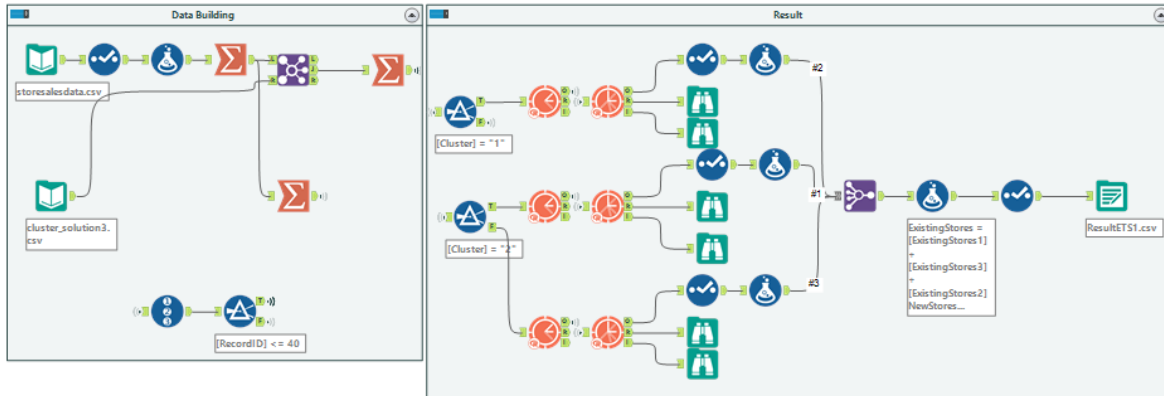 Data Building
Result
storesalesdata.csv
cluster_solution3.
csv
[RecordID] <= 40
[Cluster] = "1"
[Cluster] = "2"
#2
#1
#3
ExistingStores =
[ExistingStores1]
+
[ExistingStores3]
+
[ExistingStores2]
NewStores...
ResultETS1.csv